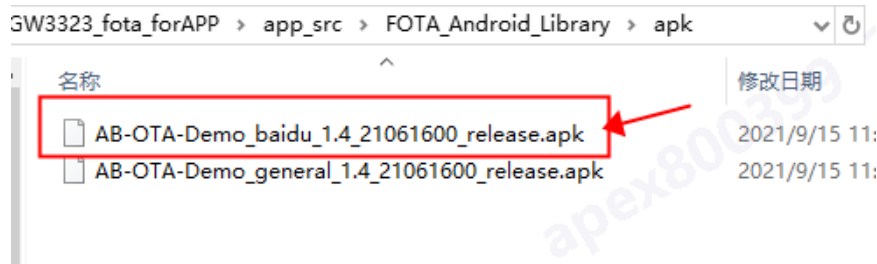 GW3323_fota_forAPP > app_src > FOTA_Android_Library > apk
名称 修改日期
AB-OTA-Demo_baidu_1.4_21061600_release.apk 2021/9/15 11:
AB-OTA-Demo_general_1.4_21061600_release.apk 2021/9/15 11:
apex800399